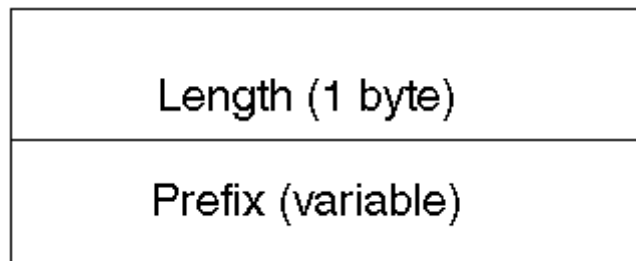 Length (1 byte)
Prefix (variable)